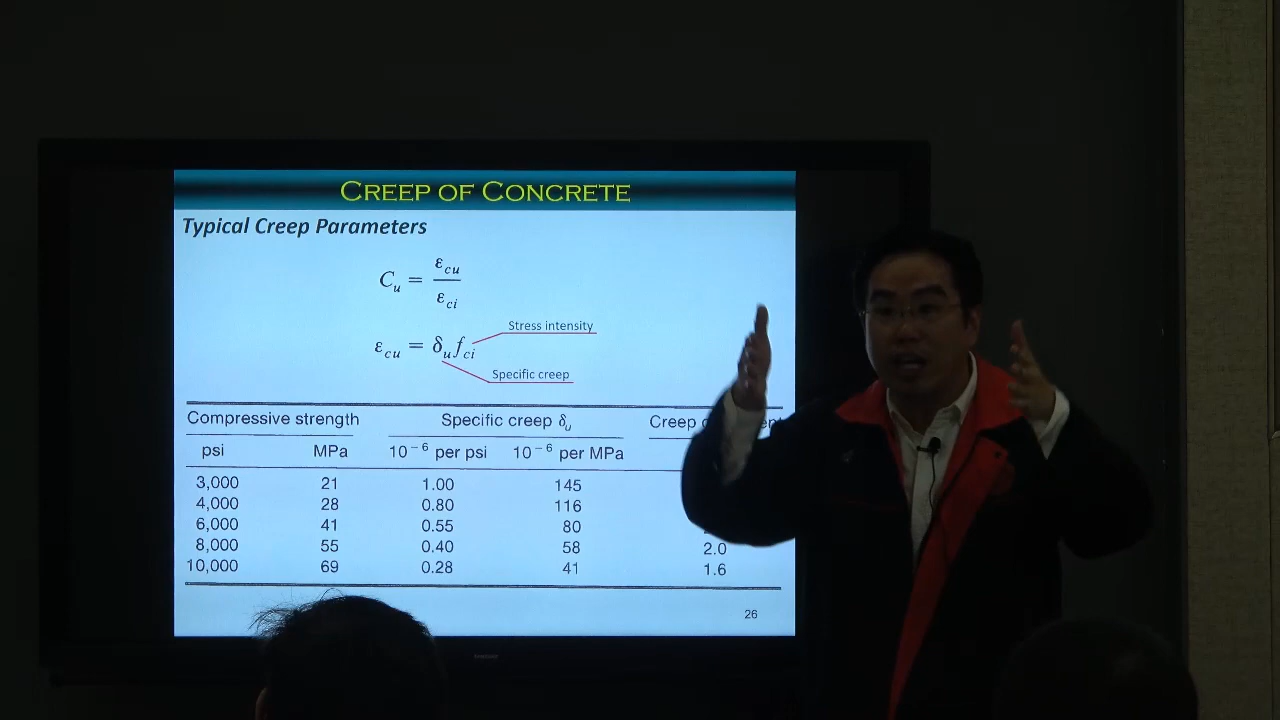 CREEP OF CONCRETE
Typical Creep Parameters
C_u = ε_cu / ε_ci
Stress intensity
ε_cu = δ_u f_ci
Specific creep
Compressive strength Specific creep δ_u Creep
psi MPa 10⁻⁶ per psi 10⁻⁶ per MPa
3,000 21 1.00 145
4,000 28 0.80 116
6,000 41 0.55 80
8,000 55 0.40 58 2.0
10,000 69 0.28 41 1.6
26